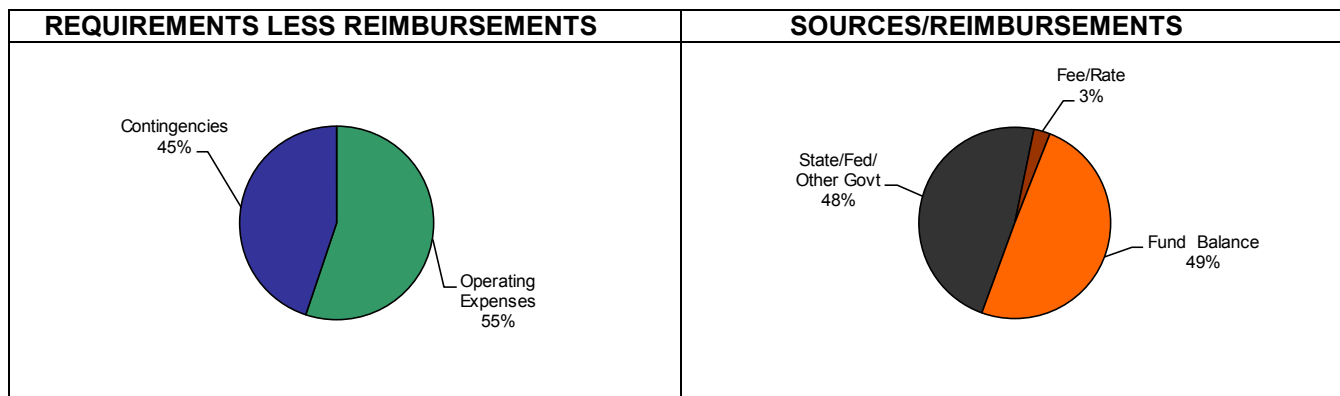 REQUIREMENTS LESS REIMBURSEMENTS
Contingencies
45%
Operating
Expenses
55%
SOURCES/REIMBURSEMENTS
Fee/Rate
3%
State/Fed/
Other Govt
48%
Fund Balance
49%